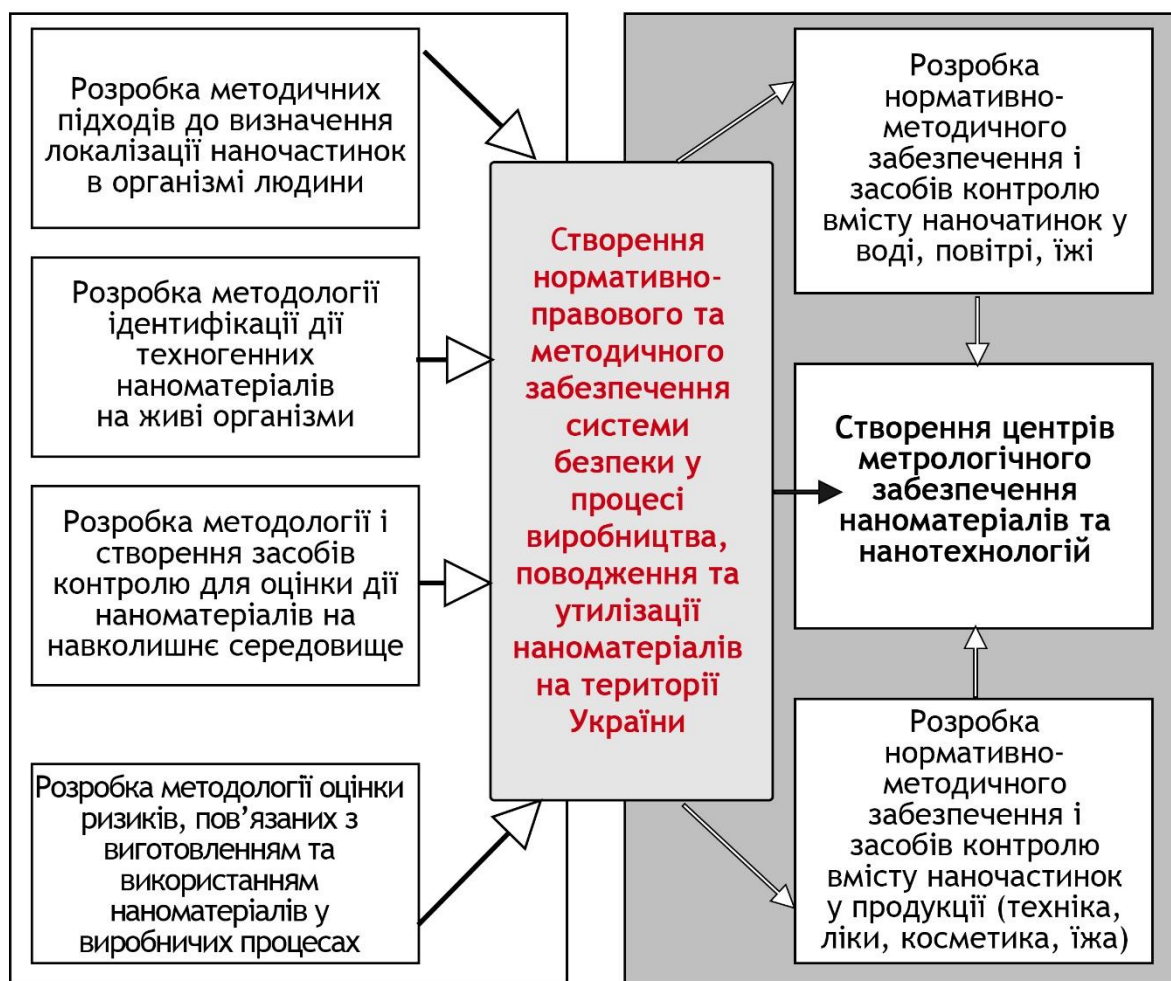 Розробка методичних
підходів до визначення
локалізації наночастинок
в організмі людини
Розробка методології
ідентифікації дії
техногенних
наноматеріалів
на живі організми
Розробка методології і
створення засобів
контролю для оцінки дії
наноматеріалів на
навколишнє середовище
Розробка методології оцінки
ризиків, пов’язаних з
виготовленням та
використанням
наноматеріалів у
виробничих процесах
Створення
нормативно-
правового та
методичного
забезпечення
системи
безпеки у
процесі
виробництва,
поводження та
утилізації
наноматеріалів
на території
України
Розробка
нормативно-
методичного
забезпечення і
засобів контролю
вмісту наночатинок у
воді, повітрі, їжі
Створення центрів
метрологічного
забезпечення
наноматеріалів та
нанотехнологій
Розробка
нормативно-
методичного
забезпечення і
засобів контролю
вмісту наночастинок
у продукції (техніка,
ліки, косметика, їжа)